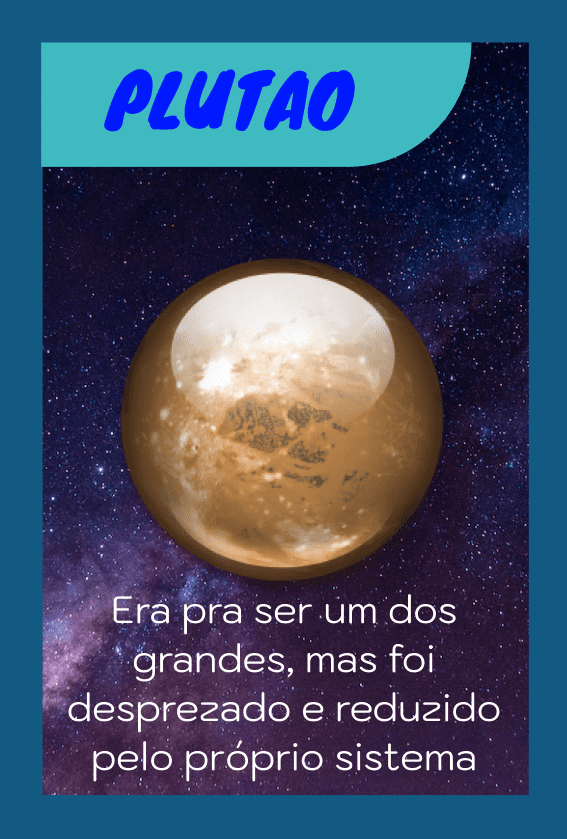 PLUTAO
Era pra ser um dos
grandes, mas foi
desprezado e reduzido
pelo próprio sistema